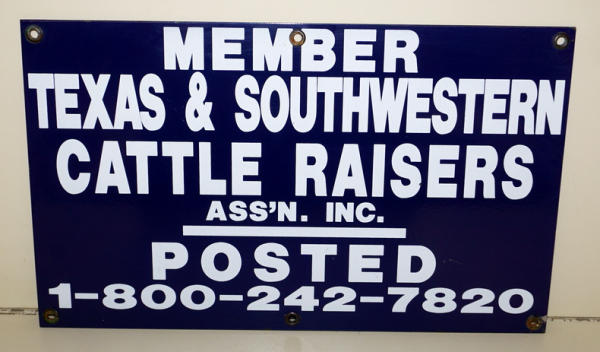 MEMBER
TEXAS & SOUTHWESTERN
CATTLE RAISERS
ASS'N. INC.
POSTED
1-800-242-7820